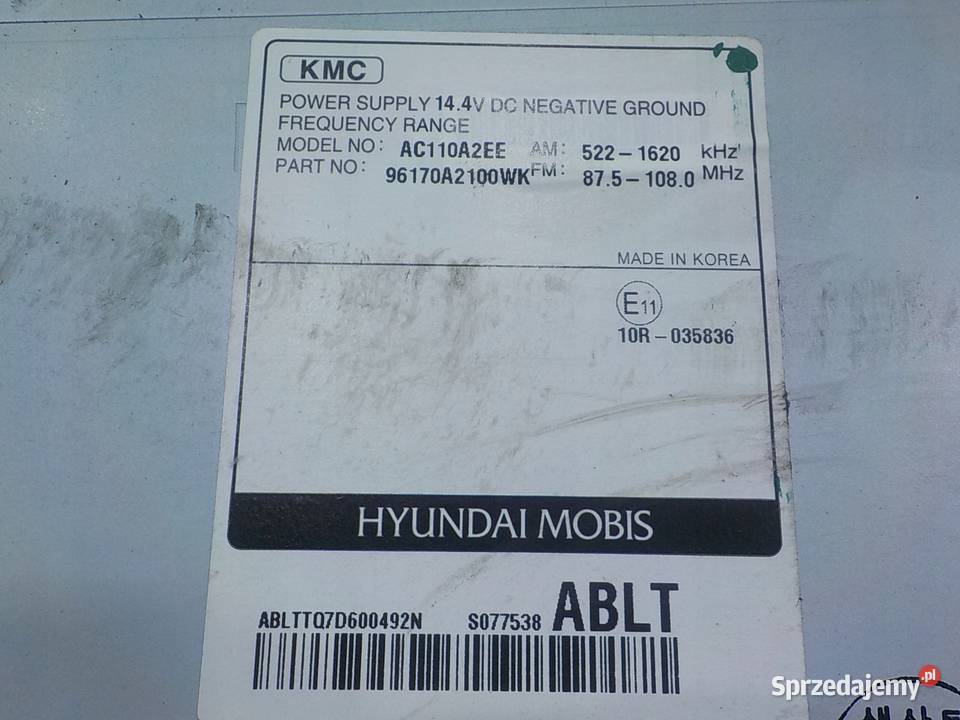 KMC
POWER SUPPLY 14.4V DC NEGATIVE GROUND
FREQUENCY RANGE
MODEL NO: AC110A2EE AM: 522-1620 kHz
PART NO: 96170A2100WK FM: 87.5-108.0 MHz
MADE IN KOREA
E11
10R-035836
HYUNDAI MOBIS
ABLTTQ7D600492N S077538 ABLT
Sprzedajemy.pl